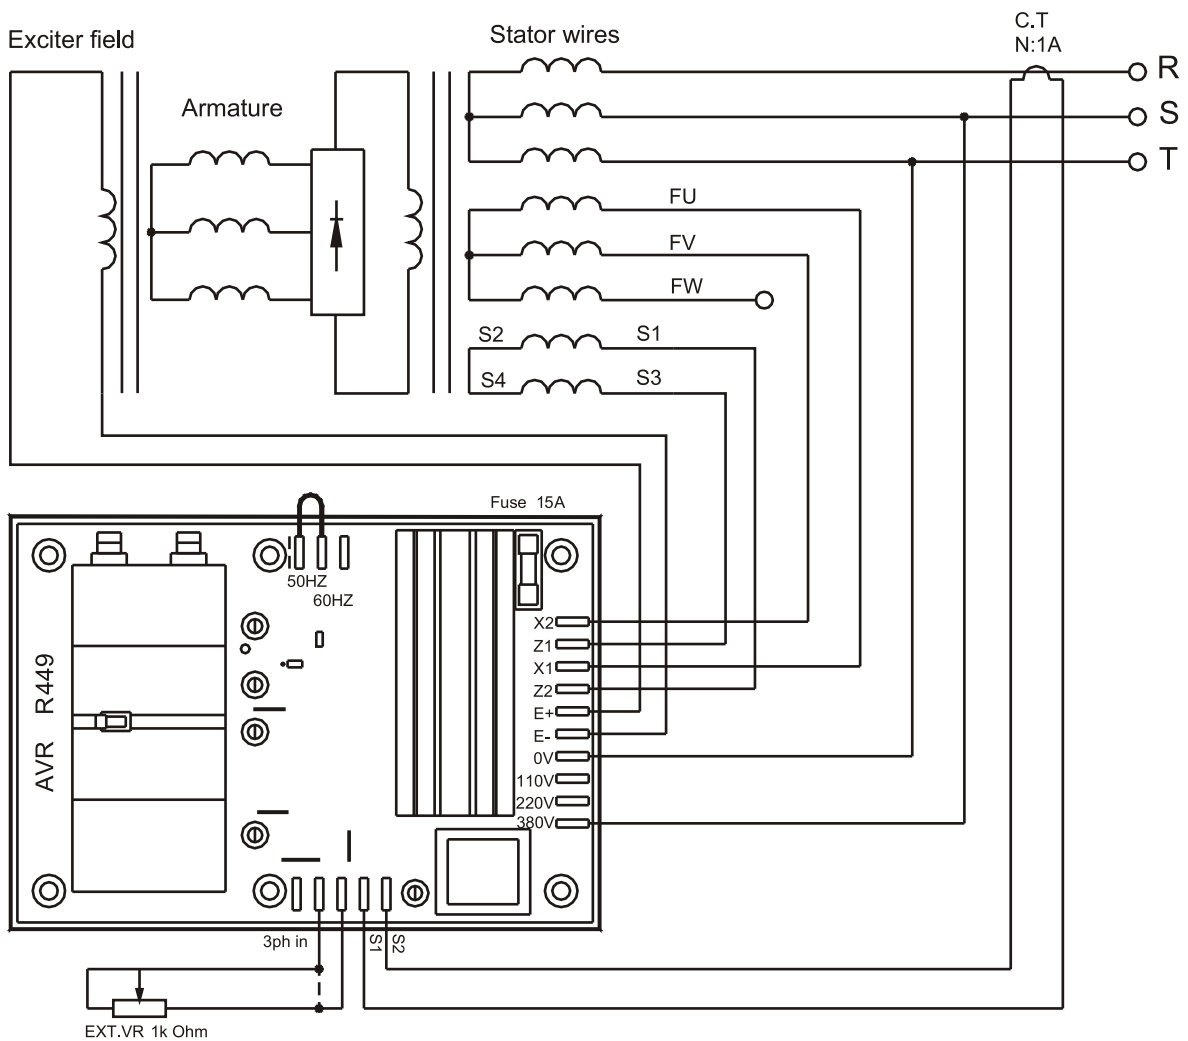 C.T
N:1A
Exciter field
Stator wires
R
S
T
Armature
FU
FV
FW
S2
S1
S4
S3
Fuse 15A
50HZ
60HZ
X2
Z1
X1
Z2
E+
E-
0V
110V
220V
380V
AVR R449
3ph in
S1
S2
EXT.VR 1k Ohm